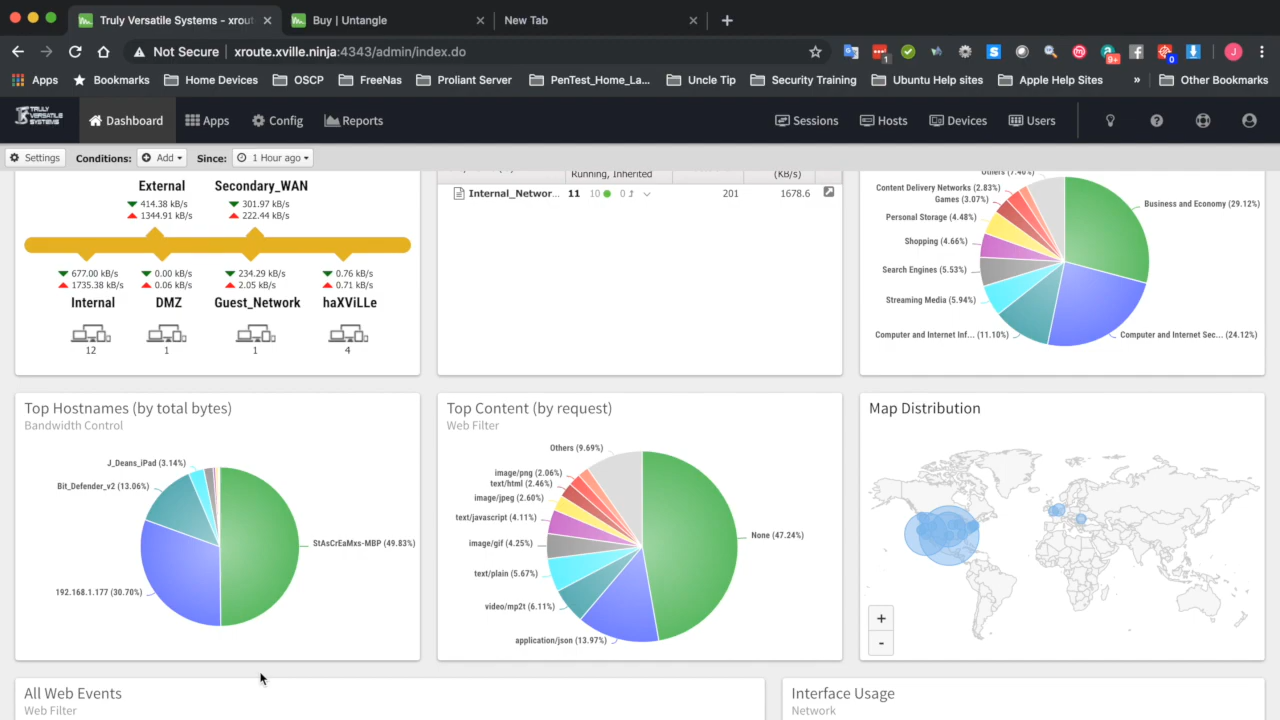 Truly Versatile Systems - xrout
Buy | Untangle
New Tab
Not Secure
xroute.xville.ninja:4343/admin/index.do
1
9+
0
J
Apps
Bookmarks
Home Devices
OSCP
FreeNas
Proliant Server
PenTest_Home_La...
Uncle Tip
Security Training
Ubuntu Help sites
Apple Help Sites
»
Other Bookmarks
TRULY
VERSATILE
SYSTEMS
Dashboard
Apps
Config
Reports
Sessions
Hosts
Devices
Users
Settings
Conditions:
Add
Since:
1 Hour ago
External
414.38 kB/s
1344.91 kB/s
Secondary_WAN
301.97 kB/s
222.44 kB/s
677.00 kB/s
1735.38 kB/s
Internal
12
0.00 kB/s
0.06 kB/s
DMZ
1
234.29 kB/s
2.05 kB/s
Guest_Network
1
0.76 kB/s
0.71 kB/s
haXViLLe
4
Running, Inherited
(KB/s)
Internal_Networ...
11
10
0
201
1678.6
Others (7.40%)
Content Delivery Networks (2.83%)
Games (3.07%)
Personal Storage (4.48%)
Shopping (4.66%)
Search Engines (5.53%)
Streaming Media (5.94%)
Computer and Internet Inf... (11.10%)
Business and Economy (29.12%)
Computer and Internet Sec... (24.12%)
Top Hostnames (by total bytes)
Bandwidth Control
J_Deans_iPad (3.14%)
Bit_Defender_v2 (13.06%)
StAsCrEaMxs-MBP (49.83%)
192.168.1.177 (30.70%)
Top Content (by request)
Web Filter
Others (9.69%)
image/png (2.06%)
text/html (2.46%)
image/jpeg (2.60%)
text/javascript (4.11%)
image/gif (4.25%)
text/plain (5.67%)
video/mp2t (6.11%)
application/json (13.97%)
None (47.24%)
Map Distribution
+
-
All Web Events
Web Filter
Interface Usage
Network